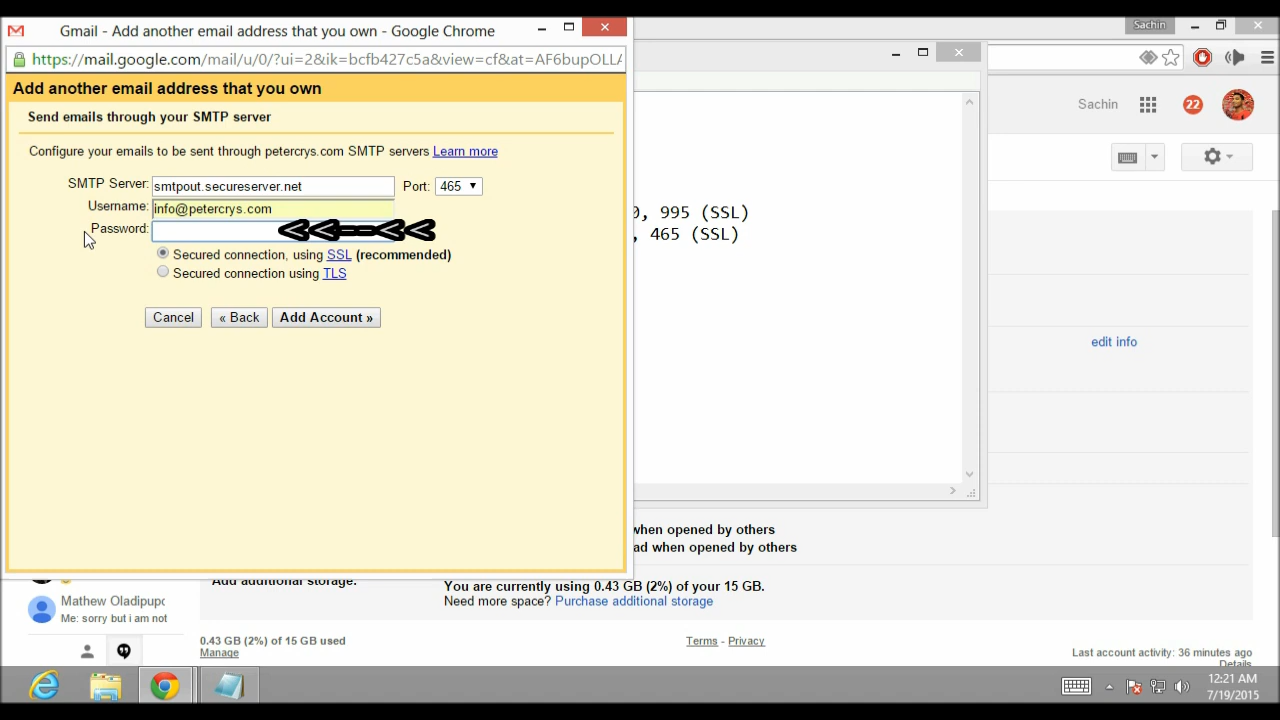 Gmail - Add another email address that you own - Google Chrome
Sachin
https://mail.google.com/mail/u/0/?ui=2&ik=bcfb427c5a&view=cf&at=AF6bupOLLA
Add another email address that you own
Send emails through your SMTP server
Sachin
22
Configure your emails to be sent through petercrys.com SMTP servers Learn more
SMTP Server: smtpout.secureserver.net Port: 465
Username: info@petercrys.com
Password:
0, 995 (SSL)
, 465 (SSL)
Secured connection, using SSL (recommended)
Secured connection using TLS
Cancel « Back Add Account »
edit info
when opened by others
ad when opened by others
Add additional storage:
You are currently using 0.43 GB (2%) of your 15 GB.
Need more space? Purchase additional storage
Mathew Oladipupo
Me: sorry but i am not
0.43 GB (2%) of 15 GB used
Manage
Terms - Privacy
Last account activity: 36 minutes ago
Details
12:21 AM
7/19/2015